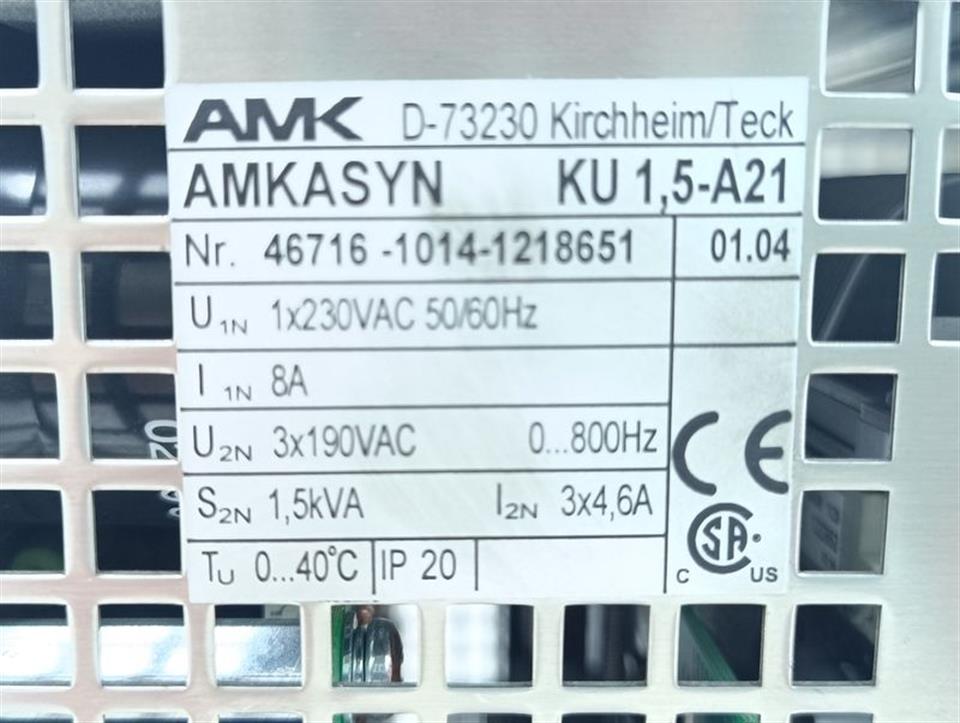 AMK D-73230 Kirchheim/Teck
AMKASYN KU 1,5-A21
Nr. 46716 -1014-1218651 01.04
U1N 1x230VAC 50/60Hz
I 1N 8A
U2N 3x190VAC 0...800Hz
CE
S2N 1,5kVA I2N 3x4,6A
SA
C US
TU 0...40°C IP 20